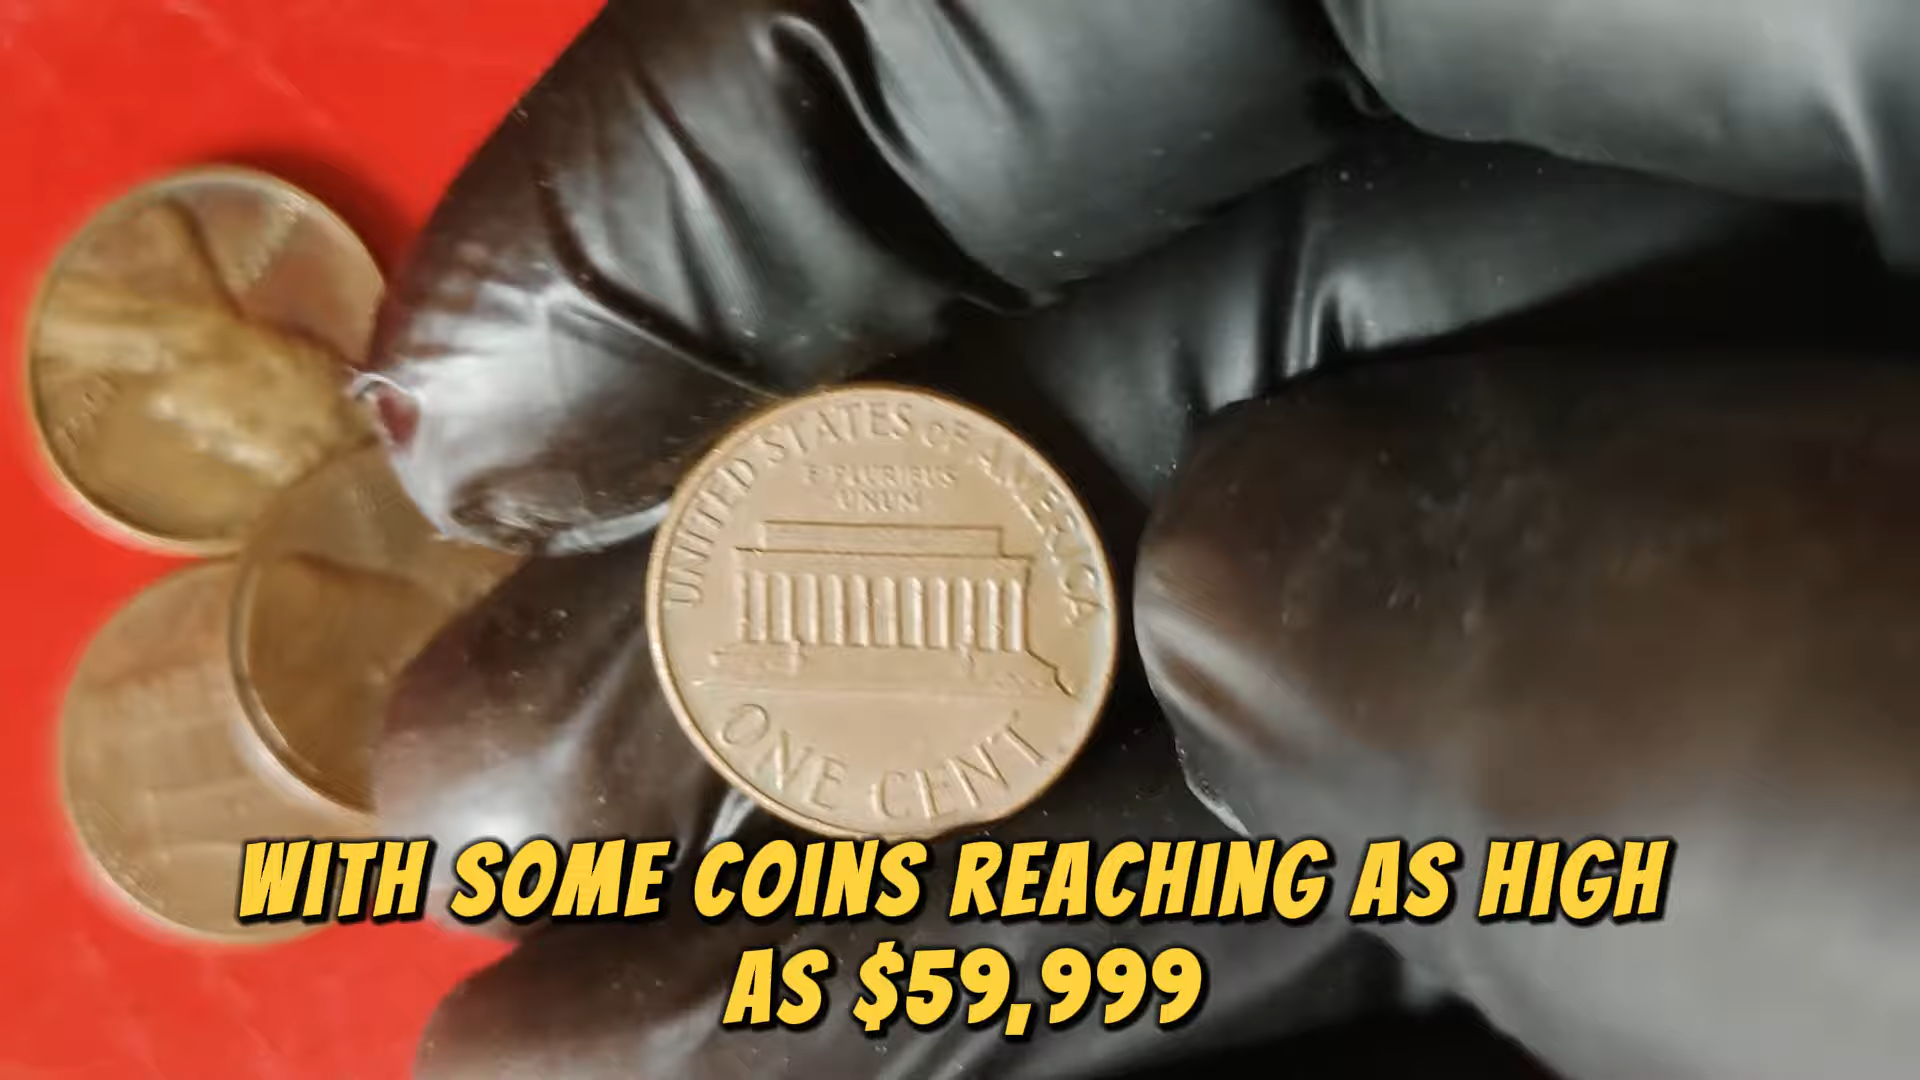 UNITED STATES OF AMERICA
E PLURIBUS
UNUM
ONE CENT
WITH SOME COINS REACHING AS HIGH
AS $59,999